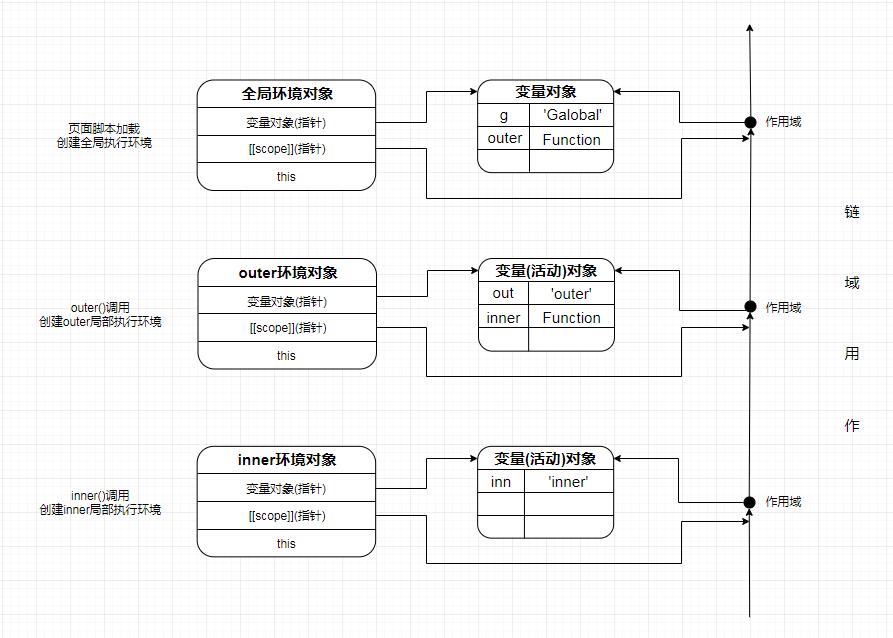 全局环境对象
变量对象(指针)
[[scope]](指针)
this
页面脚本加载
创建全局执行环境
变量对象
g 'Galobal'
outer Function
作用域
outer环境对象
变量对象(指针)
[[scope]](指针)
this
outer()调用
创建outer局部执行环境
变量(活动)对象
out 'outer'
inner Function
作用域
inner环境对象
变量对象(指针)
[[scope]](指针)
this
inner()调用
创建inner局部执行环境
变量(活动)对象
inn 'inner'
作用域
链
域
用
作